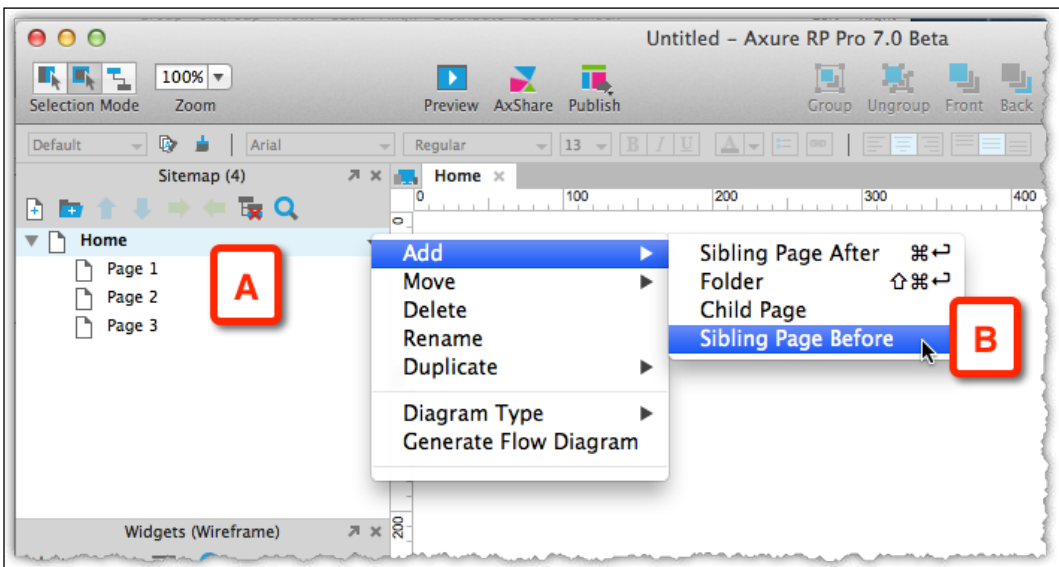 Untitled – Axure RP Pro 7.0 Beta
100%
Selection Mode Zoom Preview AxShare Publish Group Ungroup Front Back
Default Arial Regular 13 B I U A
Sitemap (4) Home
0 100 200 300 400
0
Home
Page 1
Page 2
Page 3
A
Add
Move
Delete
Rename
Duplicate
Diagram Type
Generate Flow Diagram
Sibling Page After ⌘↩
Folder ⇧⌘↩
Child Page
Sibling Page Before
B
200
Widgets (Wireframe)